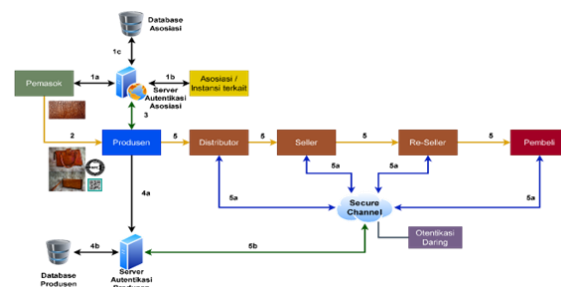 Database
Asosiasi
1c
Pemasok
1a
1b
Asosiasi /
Instansi terkait
Server
Autentikasi
Asosiasi
3
2
Produsen
5
Distributor
5
Seller
5
Re-Seller
5
Pembeli
5a
5a
5a
5a
4a
Secure
Channel
Otentikasi
Daring
4b
5b
Database
Produsen
Server
Autentikasi
Produsen